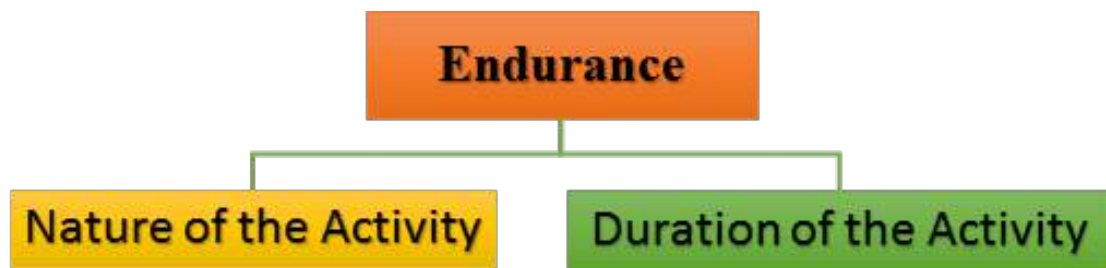 Endurance
Nature of the Activity
Duration of the Activity